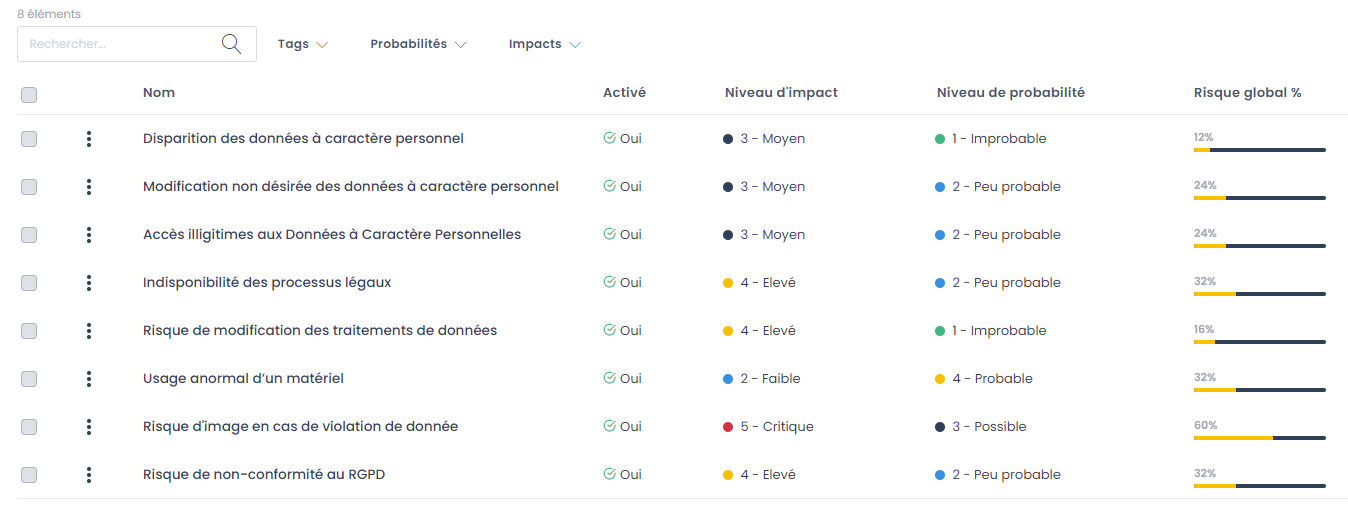 8 éléments
Rechercher... Tags Probabilités Impacts
Nom Activé Niveau d'impact Niveau de probabilité Risque global %
Disparition des données à caractère personnel Oui 3 - Moyen 1 - Improbable 12%
Modification non désirée des données à caractère personnel Oui 3 - Moyen 2 - Peu probable 24%
Accès illigitimes aux Données à Caractère Personnelles Oui 3 - Moyen 2 - Peu probable 24%
Indisponibilité des processus légaux Oui 4 - Elevé 2 - Peu probable 32%
Risque de modification des traitements de données Oui 4 - Elevé 1 - Improbable 16%
Usage anormal d’un matériel Oui 2 - Faible 4 - Probable 32%
Risque d'image en cas de violation de donnée Oui 5 - Critique 3 - Possible 60%
Risque de non-conformité au RGPD Oui 4 - Elevé 2 - Peu probable 32%